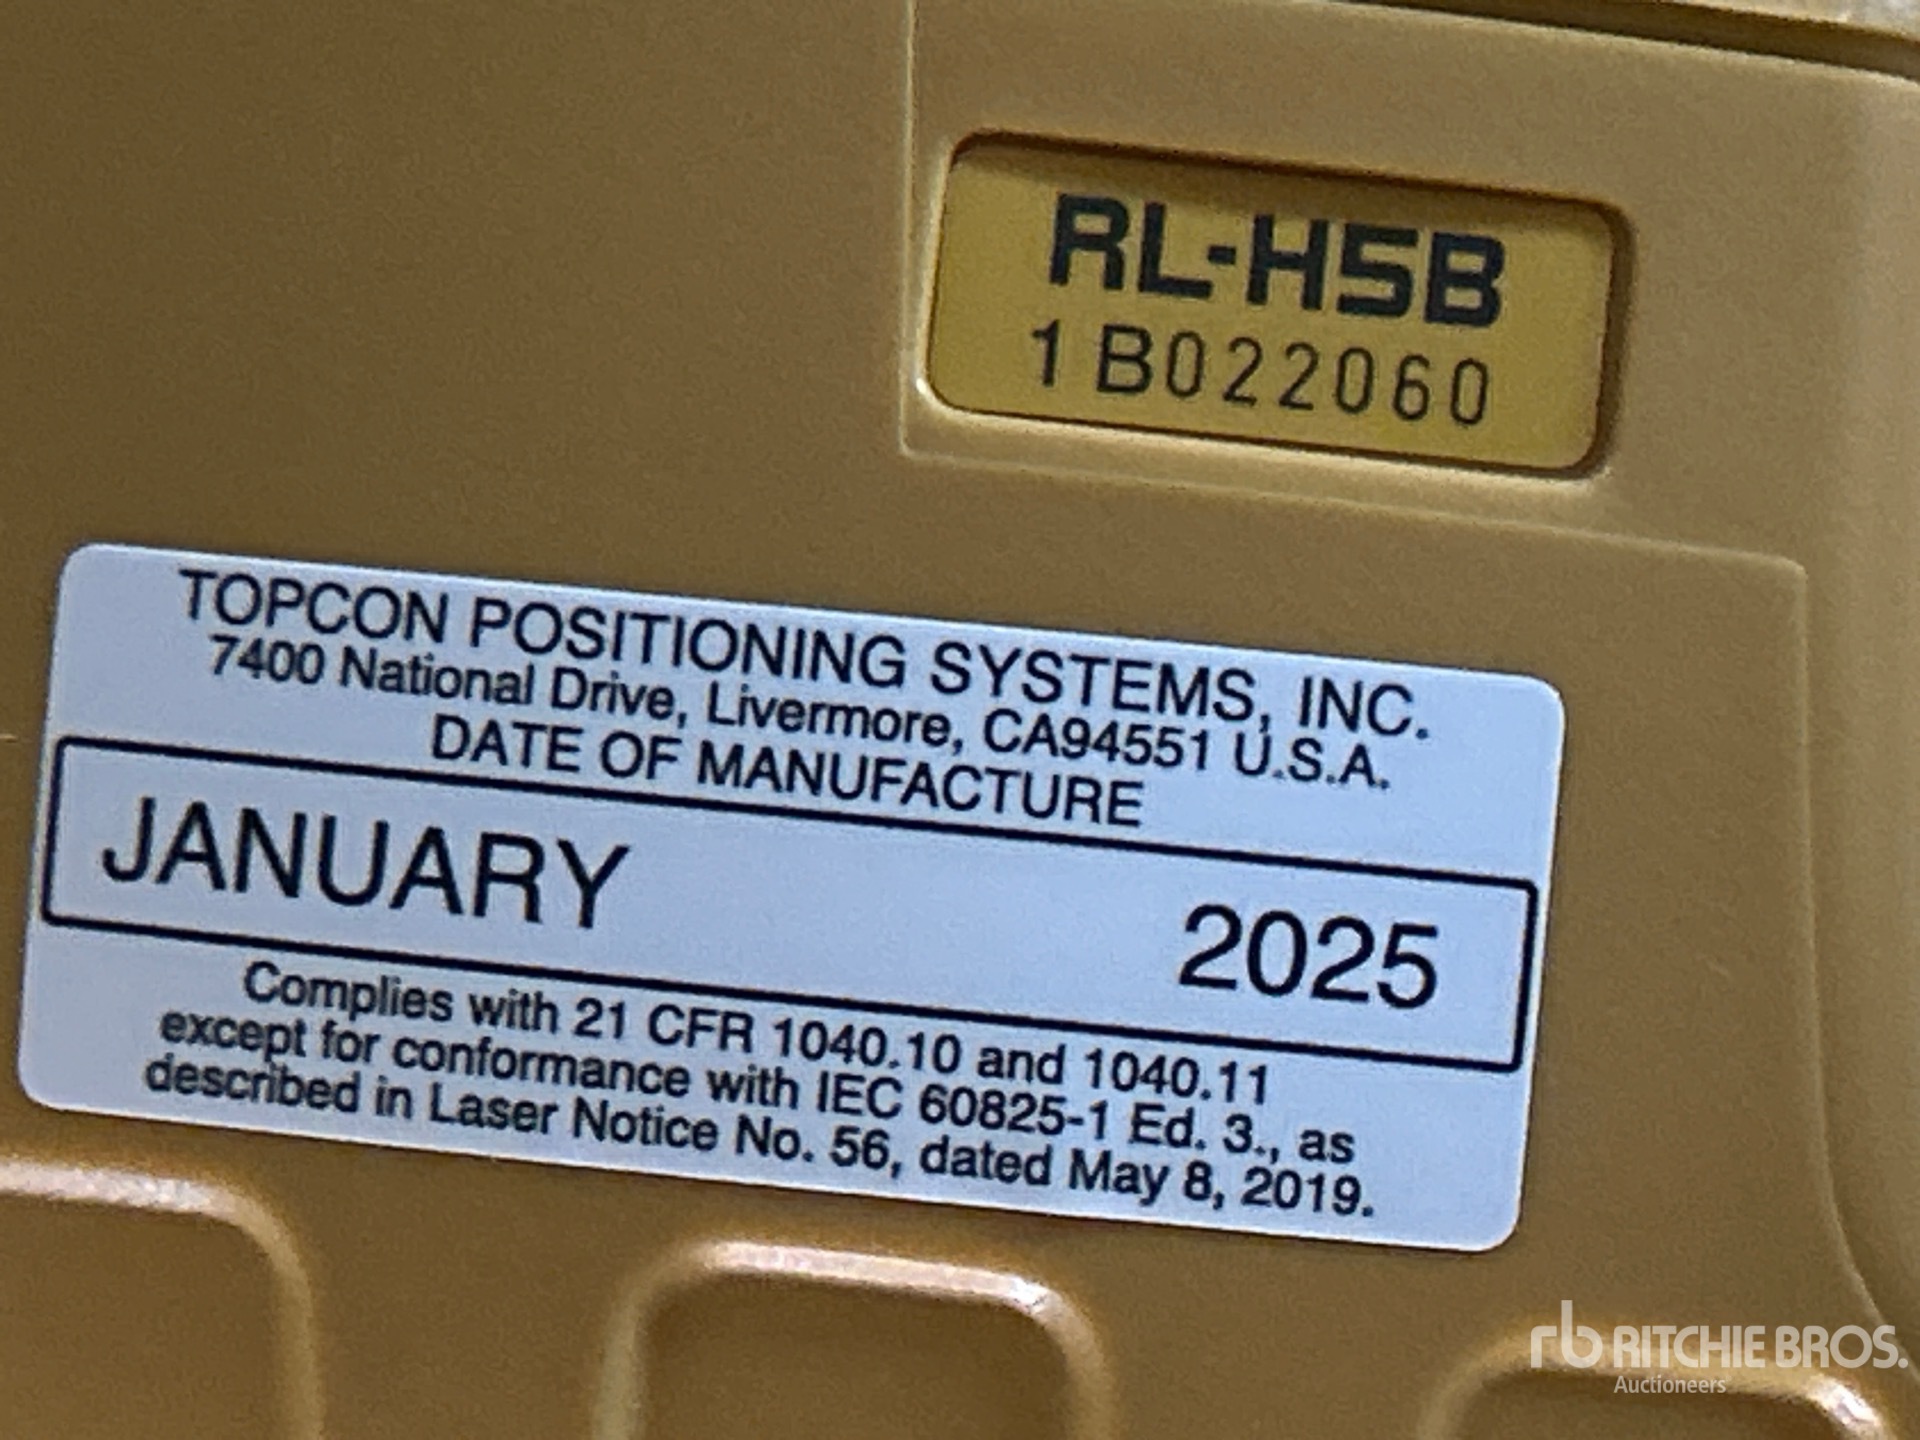 RL-H5B
1B022060
TOPCON POSITIONING SYSTEMS, INC.
7400 National Drive, Livermore, CA94551 U.S.A.
DATE OF MANUFACTURE
JANUARY 2025
Complies with 21 CFR 1040.10 and 1040.11
except for conformance with IEC 60825-1 Ed. 3., as
described in Laser Notice No. 56, dated May 8, 2019.
rb RITCHIE BROS.
Auctioneers